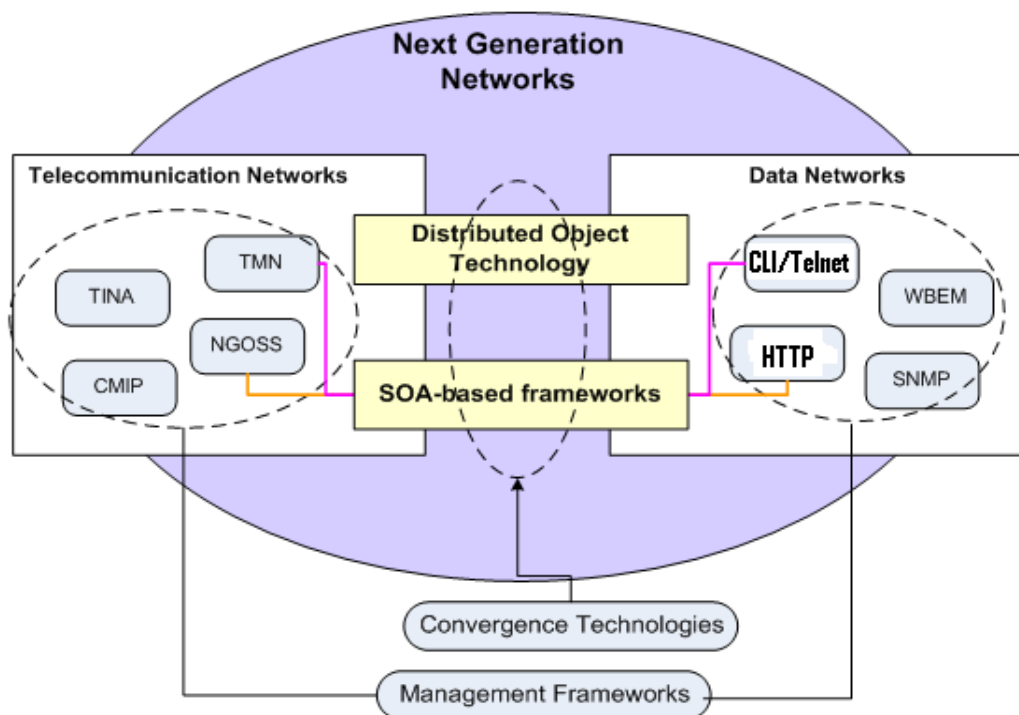 Next Generation
Networks
Telecommunication Networks
Data Networks
Distributed Object
Technology
TMN
TINA
NGOSS
CMIP
CLI/Telnet
WBEM
HTTP
SNMP
SOA-based frameworks
Convergence Technologies
Management Frameworks